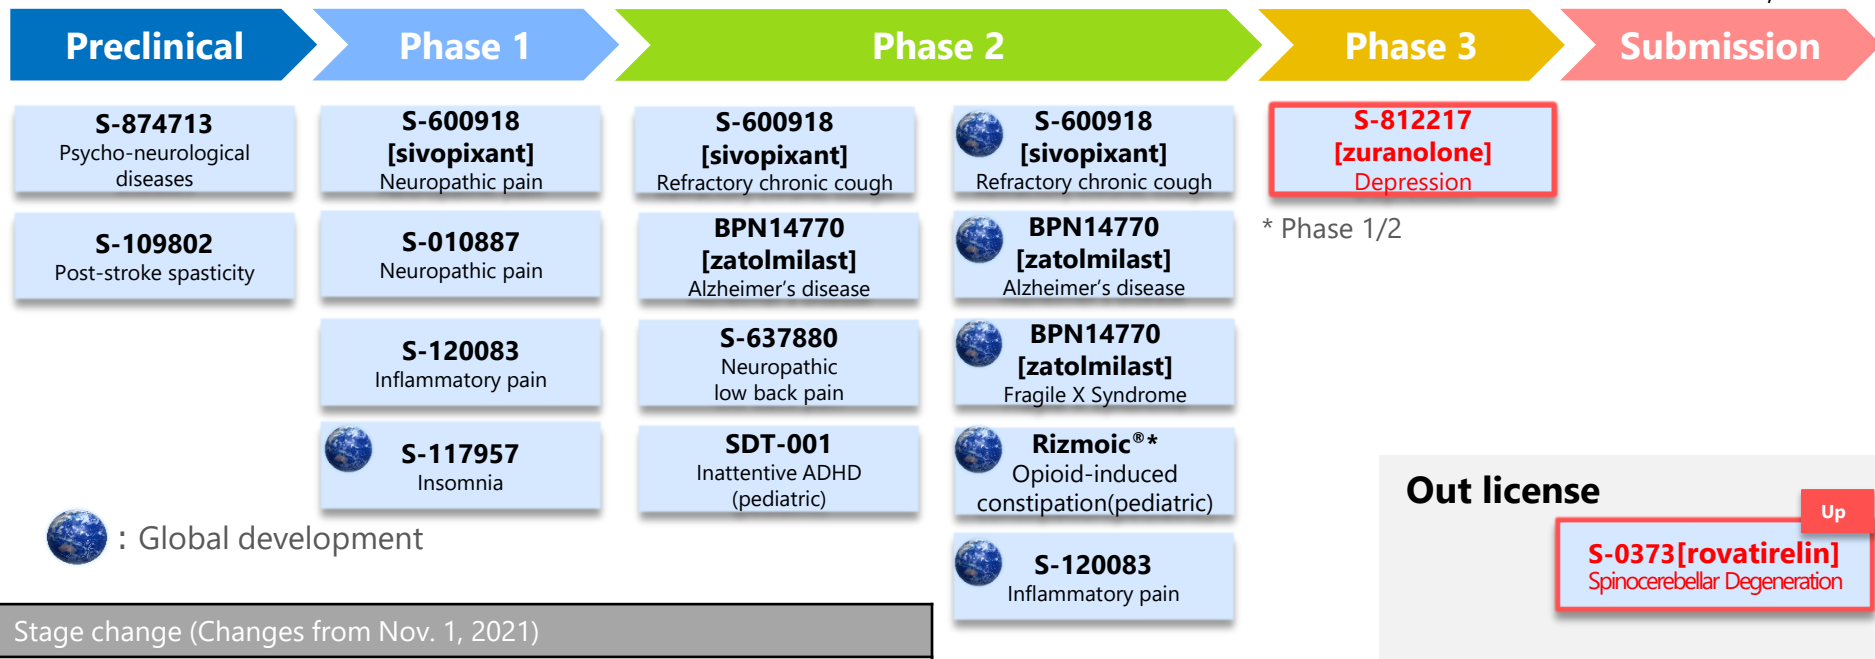 Preclinical
Phase 1
Phase 2
Phase 3
Submission
S-874713
Psycho-neurological
diseases
S-109802
Post-stroke spasticity
S-600918
[sivopixant]
Neuropathic pain
S-010887
Neuropathic pain
S-120083
Inflammatory pain
S-117957
Insomnia
S-600918
[sivopixant]
Refractory chronic cough
BPN14770
[zatolmilast]
Alzheimer's disease
S-637880
Neuropathic
low back pain
SDT-001
Inattentive ADHD
(pediatric)
S-600918
[sivopixant]
Refractory chronic cough
BPN14770
[zatolmilast]
Alzheimer's disease
BPN14770
[zatolmilast]
Fragile X Syndrome
Rizmoic®*
Opioid-induced
constipation(pediatric)
S-120083
Inflammatory pain
S-812217
[zuranolone]
Depression
* Phase 1/2
: Global development
Out license
Up
S-0373[rovatirelin]
Spinocerebellar Degeneration
Stage change (Changes from Nov. 1, 2021)